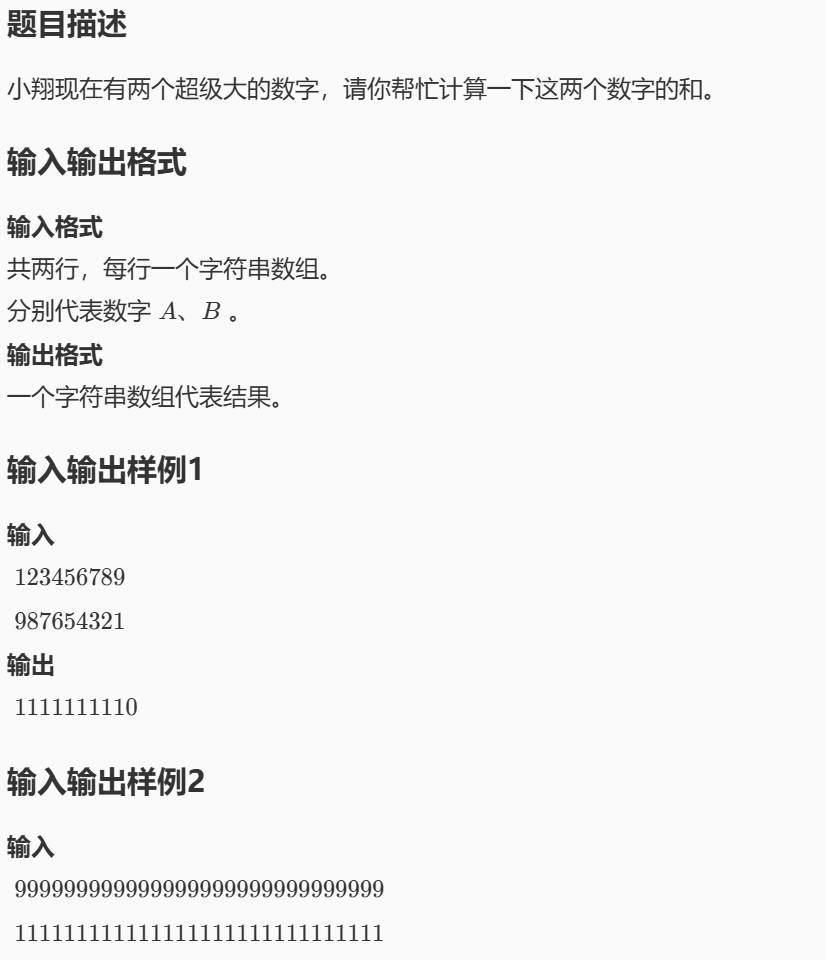 题目描述
小翔现在有两个超级大的数字，请你帮忙计算一下这两个数字的和。
输入输出格式
输入格式
共两行，每行一个字符串数组。
分别代表数字 A、B 。
输出格式
一个字符串数组代表结果。
输入输出样例1
输入
123456789
987654321
输出
1111111110
输入输出样例2
输入
999999999999999999999999999999
111111111111111111111111111111